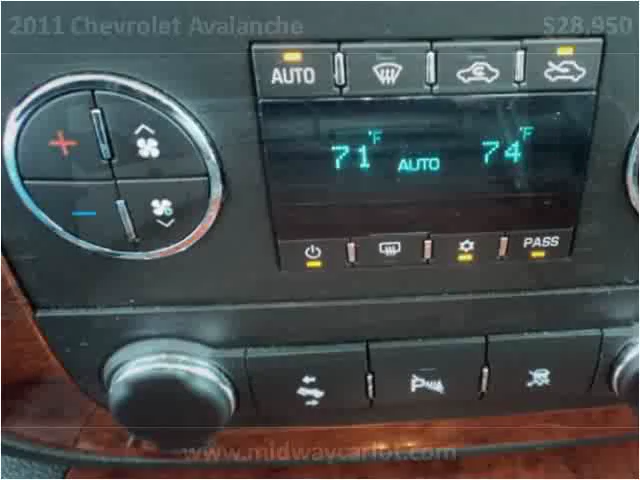 2011 Chevrolet Avalanche $28,950
AUTO
71°F AUTO 74°F
PASS
www.midwaycarlot.com